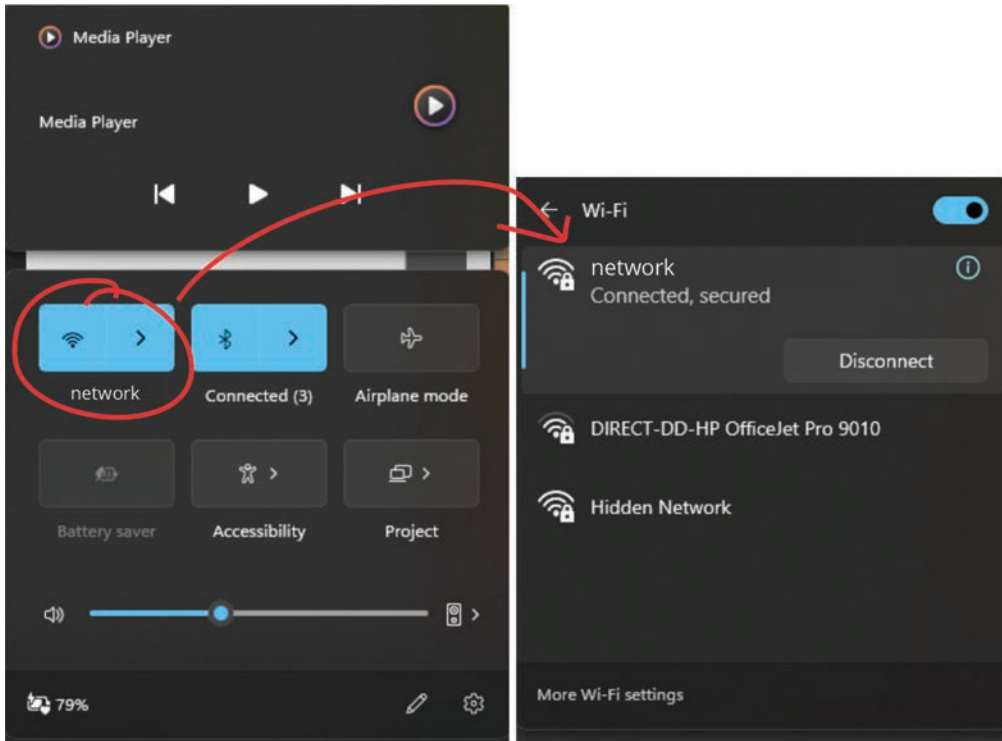 Media Player
Media Player
network
Connected (3)
Airplane mode
Battery saver
Accessibility
Project
79%
Wi-Fi
network
Connected, secured
Disconnect
DIRECT-DD-HP OfficeJet Pro 9010
Hidden Network
More Wi-Fi settings